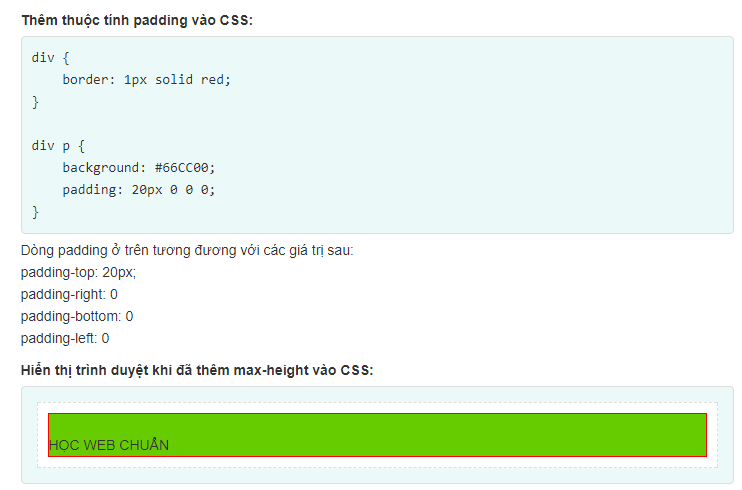 Thêm thuộc tính padding vào CSS:
div {
    border: 1px solid red;
}
div p {
    background: #66CC00;
    padding: 20px 0 0 0;
}
Dòng padding ở trên tương đương với các giá trị sau:
padding-top: 20px;
padding-right: 0
padding-bottom: 0
padding-left: 0
Hiển thị trình duyệt khi đã thêm max-height vào CSS:
HỌC WEB CHUẨN